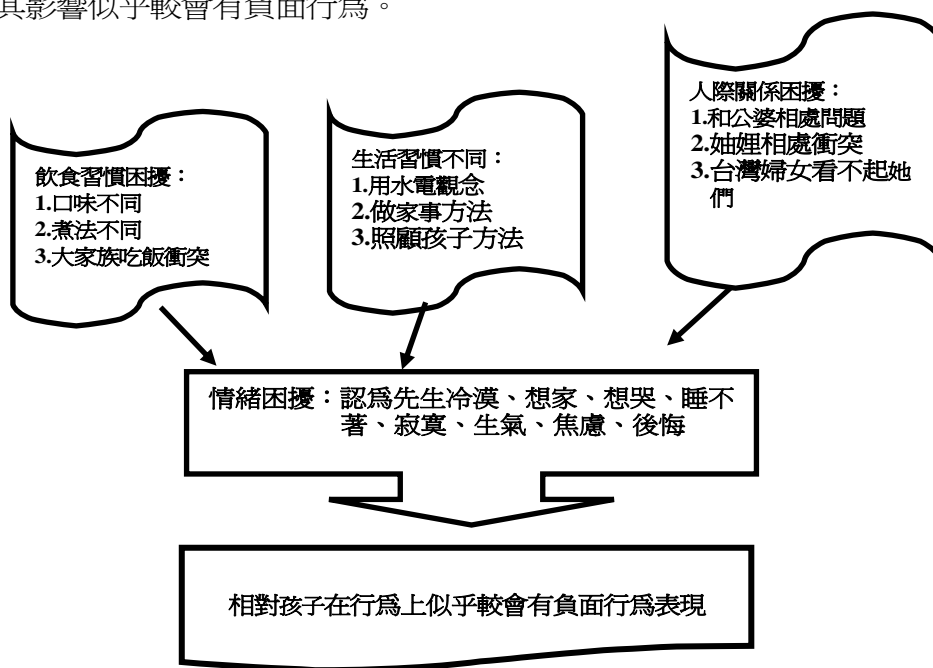 其影響似乎較會有負面行為。
飲食習慣困擾：
1.口味不同
2.煮法不同
3.大家族吃飯衝突
生活習慣不同：
1.用水電觀念
2.做家事方法
3.照顧孩子方法
人際關係困擾：
1.和公婆相處問題
2.妯娌相處衝突
3.台灣婦女看不起她
們
情緒困擾：認為先生冷漠、想家、想哭、睡不
著、寂寞、生氣、焦慮、後悔
相對孩子在行為上似乎較會有負面行為表現